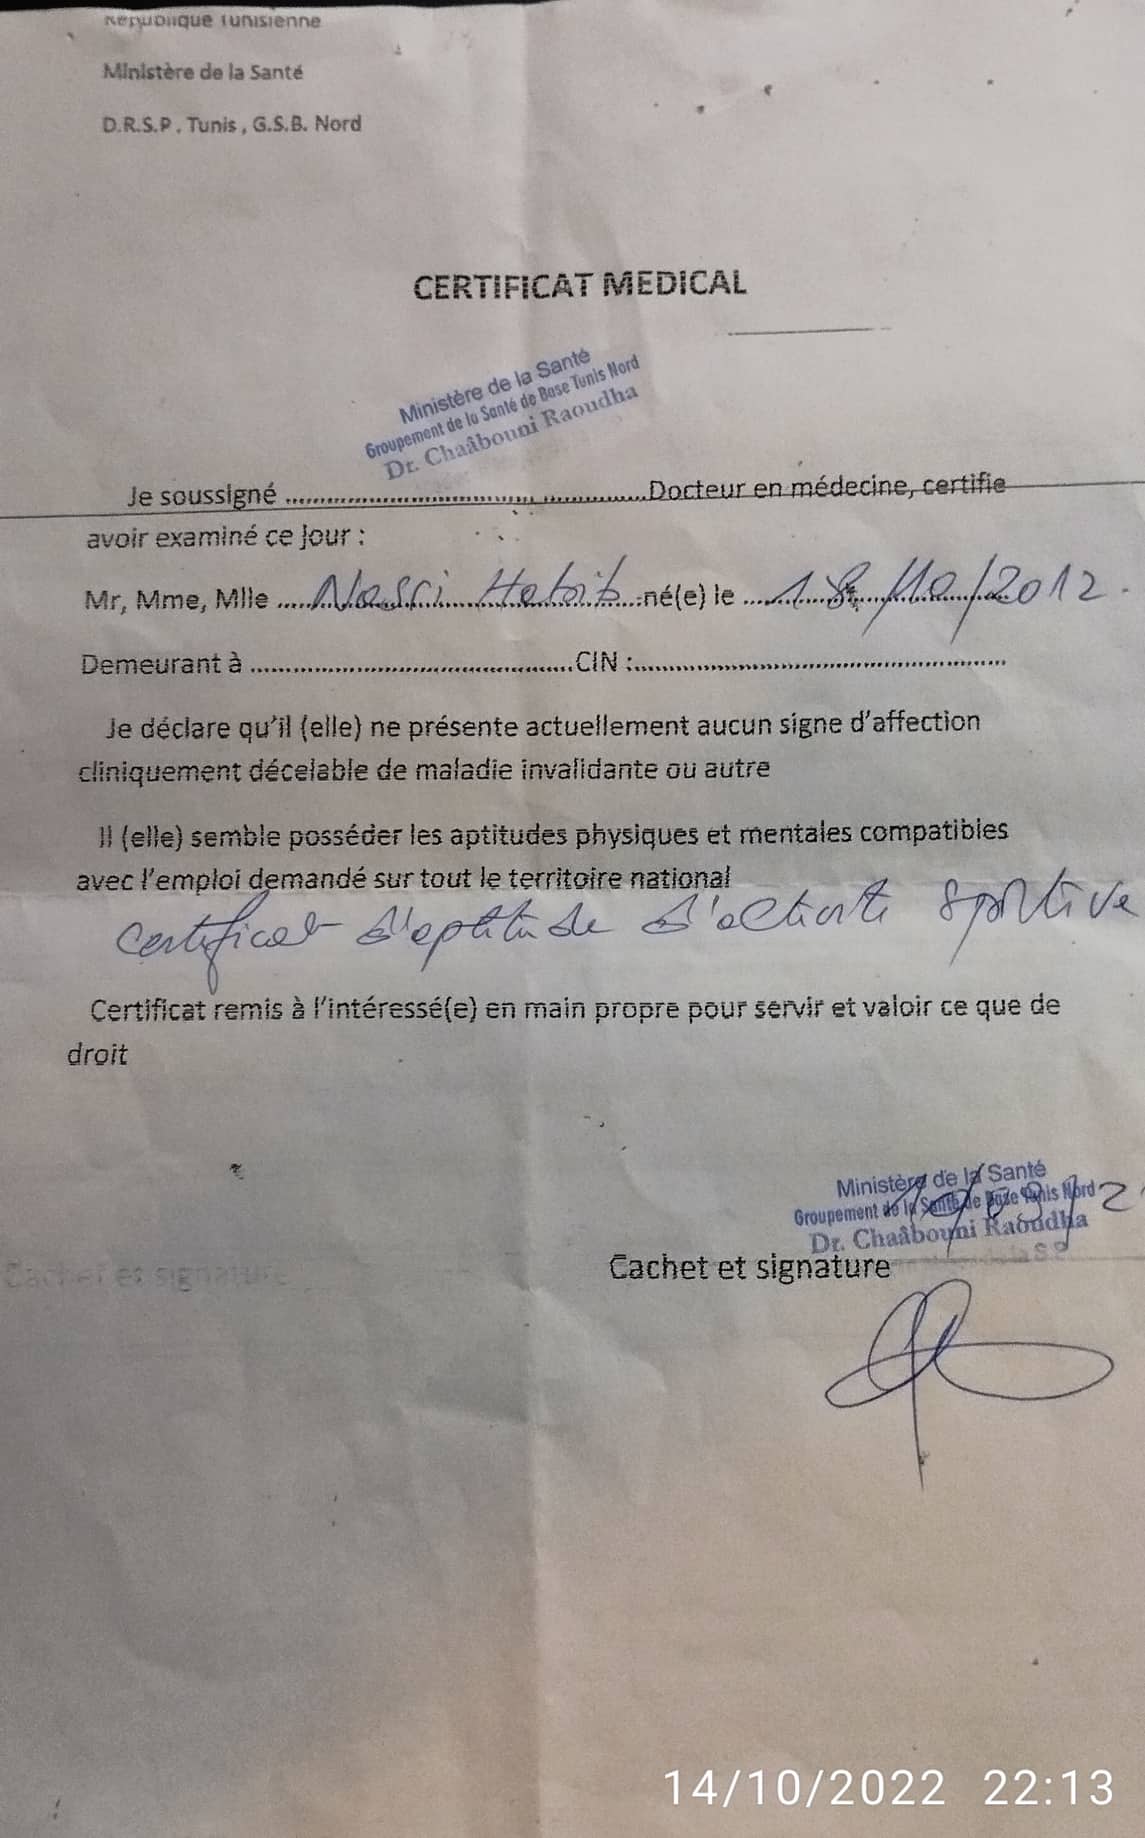 République Tunisienne
Ministère de la Santé
D.R.S.P . Tunis , G.S.B. Nord
CERTIFICAT MEDICAL
Ministère de la Santé
Groupement de la Santé de Base Tunis Nord
Dr. Chaâbouni Raoudha
Je soussigné ........................................ Docteur en médecine, certifie
avoir examiné ce jour :
Mr, Mme, Mlle .... Nasri Habib .... né(e) le .... 18/10/2012.
Demeurant à ........................................ CIN :........................................
Je déclare qu'il (elle) ne présente actuellement aucun signe d'affection
cliniquement décelable de maladie invalidante ou autre
Il (elle) semble posséder les aptitudes physiques et mentales compatibles
avec l'emploi demandé sur tout le territoire national
certificat d'aptitude d'activité sportive
Certificat remis à l'intéressé(e) en main propre pour servir et valoir ce que de
droit
Ministère de la Santé
Groupement de la Santé de Base Tunis Nord
Dr. Chaâbouni Raoudha
Cachet et signature
Cachet et signature
14/10/2022 22:13